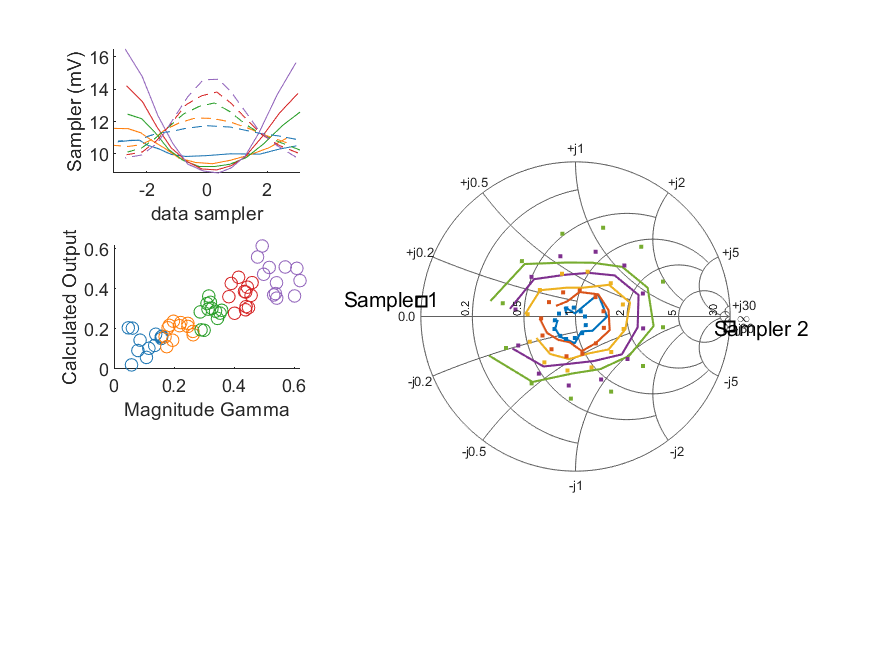 Sampler (mV)
16
14
12
10
-2
0
2
data sampler
Calculated Output
0.6
0.4
0.2
0
0
0.2
0.4
0.6
Magnitude Gamma
+j1
+j0.5
+j2
+j0.2
+j5
Sampler 1
0.2
0.5
1
2
5
30
+j30
0.0
∞
Sampler 2
-j0.2
-j5
-j0.5
-j2
-j1